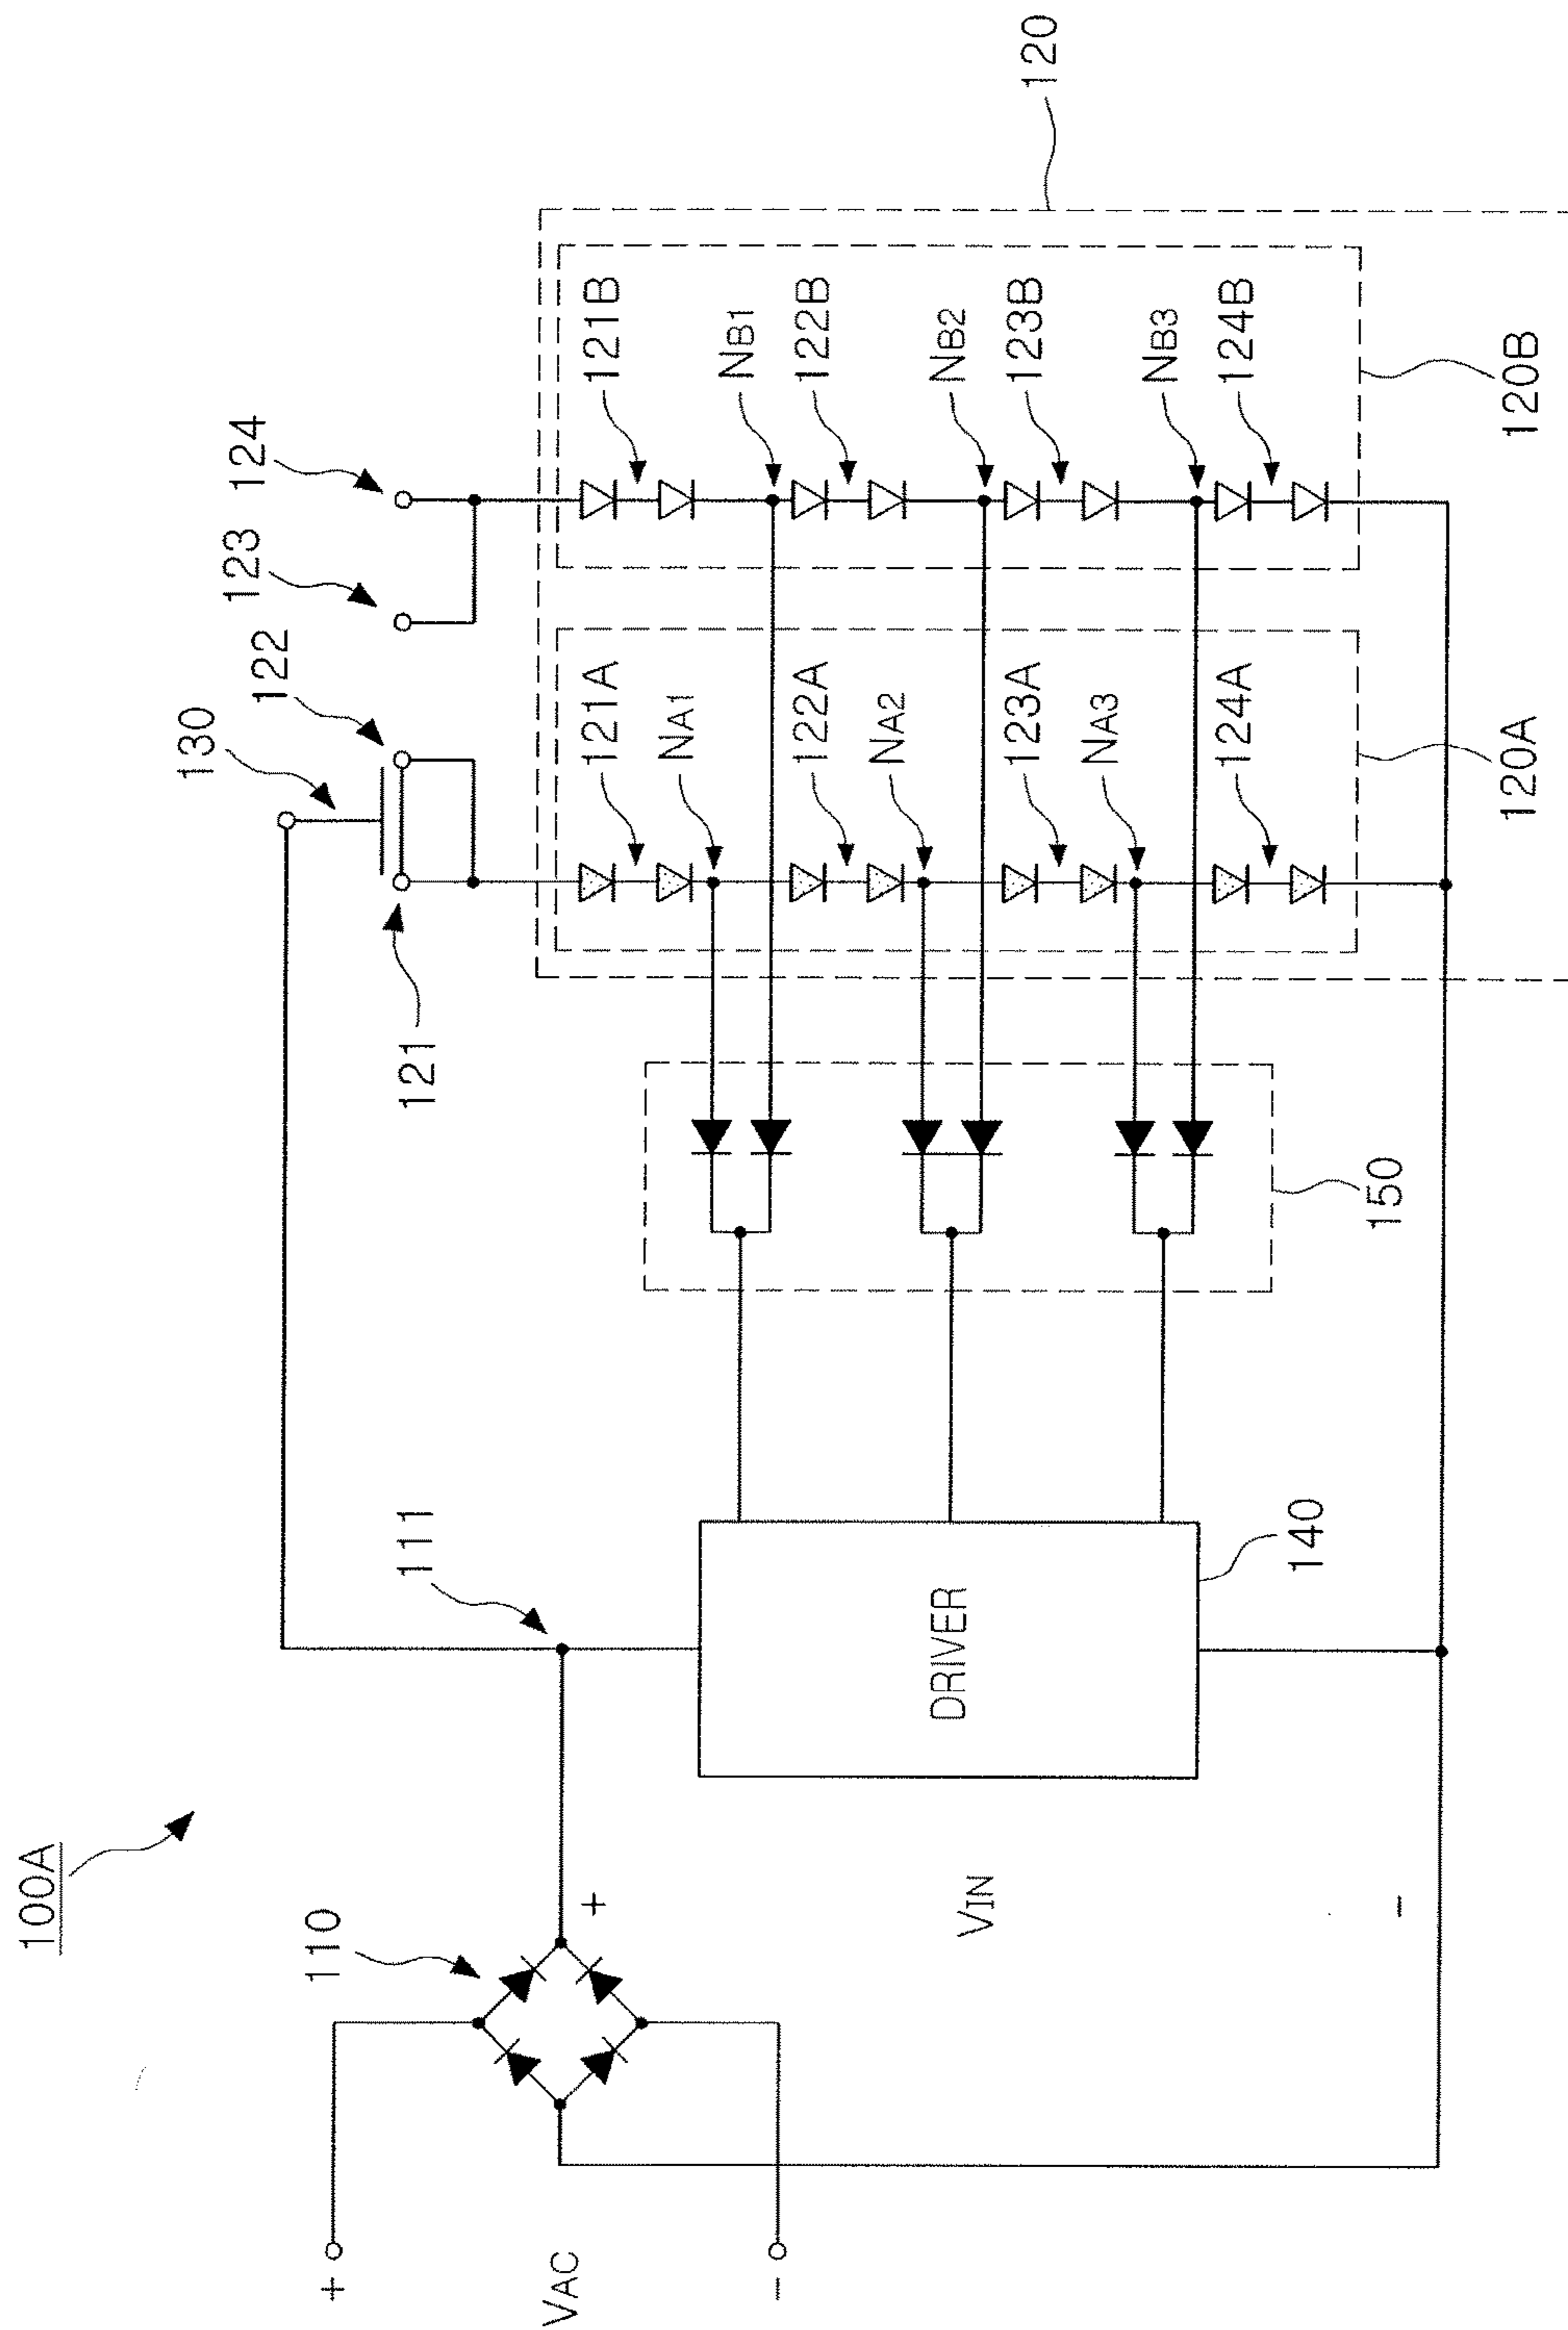 100A
VAC
+
-
110
+
VIN
-
111
DRIVER
140
150
130
121
122
123
124
121A
NA1
122A
NA2
123A
NA3
124A
120A
121B
NB1
122B
NB2
123B
NB3
124B
120B
120